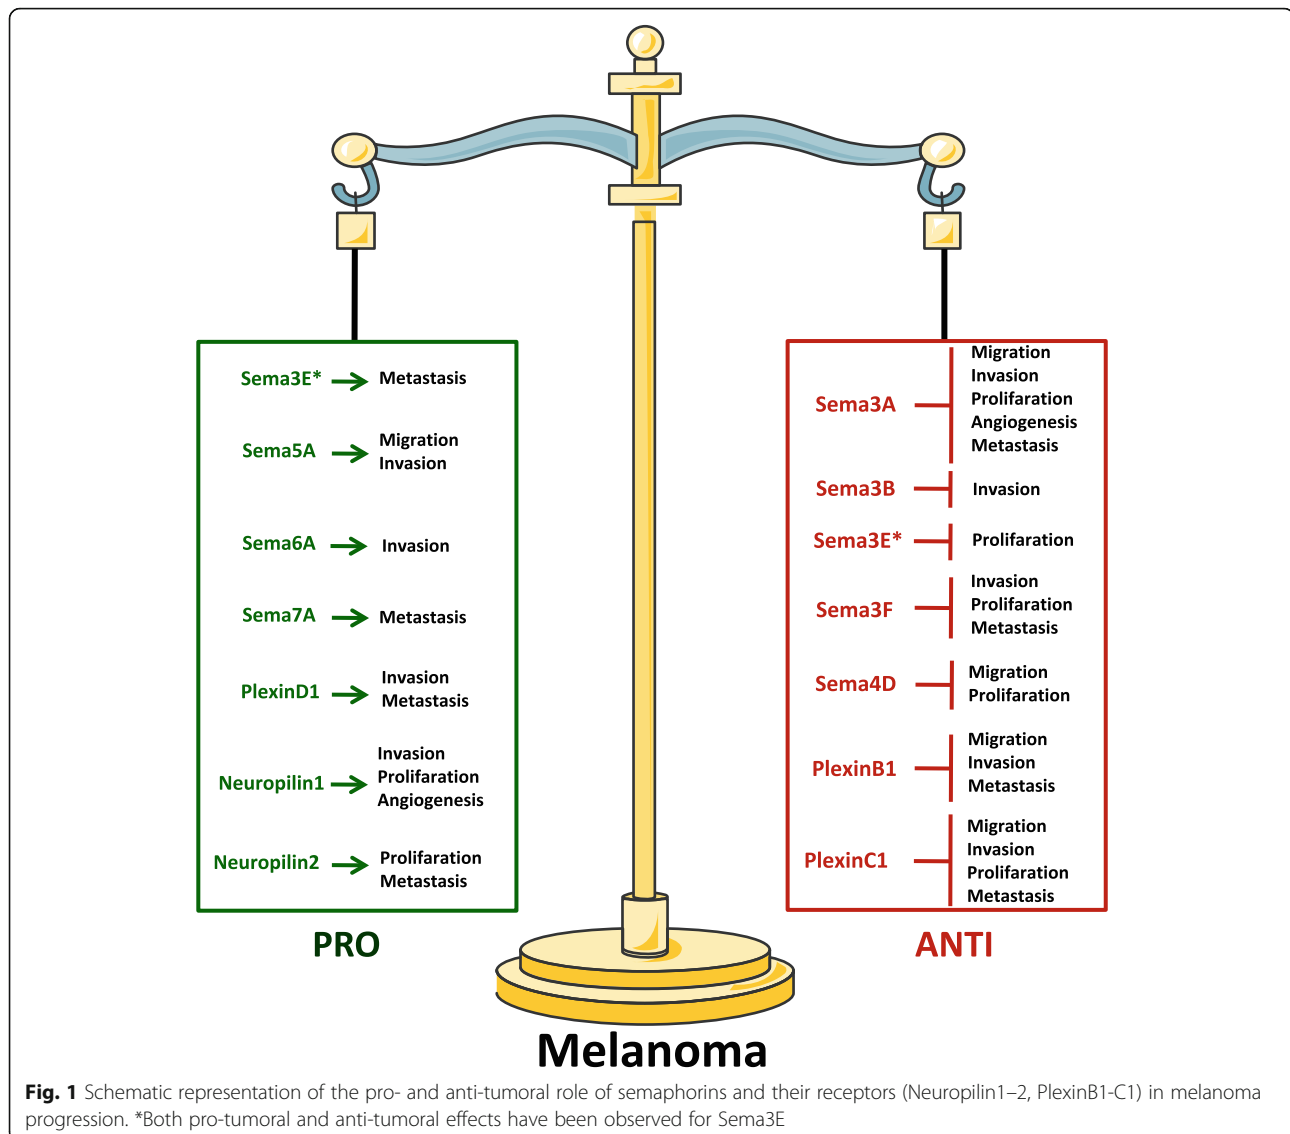 Sema3E*
Metastasis
Sema5A
Migration
Invasion
Sema6A
Invasion
Sema7A
Metastasis
PlexinD1
Invasion
Metastasis
Neuropilin1
Invasion
Prolifaration
Angiogenesis
Neuropilin2
Prolifaration
Metastasis
PRO
Sema3A
Migration
Invasion
Prolifaration
Angiogenesis
Metastasis
Sema3B
Invasion
Sema3E*
Prolifaration
Sema3F
Invasion
Prolifaration
Metastasis
Sema4D
Migration
Prolifaration
PlexinB1
Migration
Invasion
Metastasis
PlexinC1
Migration
Invasion
Prolifaration
Metastasis
ANTI
Melanoma
Fig. 1 Schematic representation of the pro- and anti-tumoral role of semaphorins and their receptors (Neuropilin1–2, PlexinB1-C1) in melanoma
progression. *Both pro-tumoral and anti-tumoral effects have been observed for Sema3E